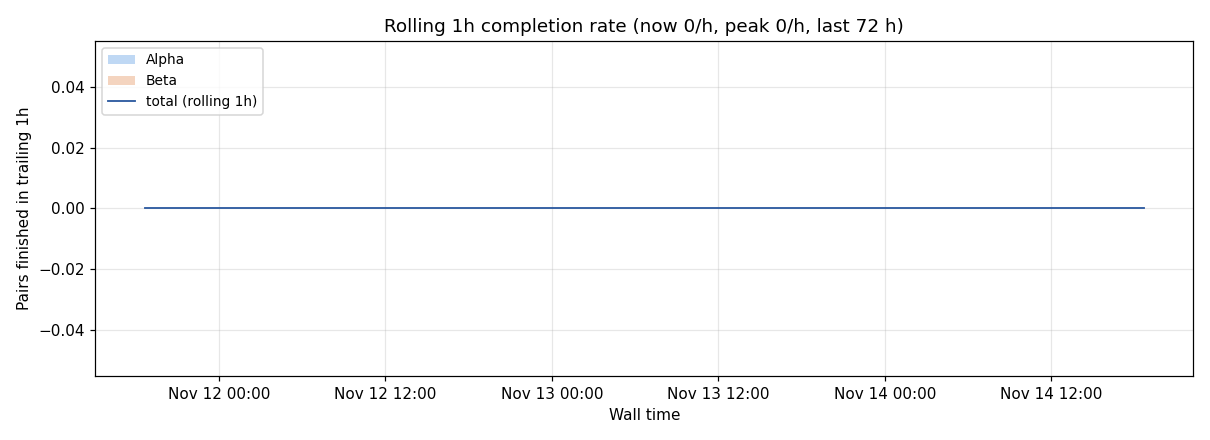 Rolling 1h completion rate (now 0/h, peak 0/h, last 72 h)
Alpha
Beta
total (rolling 1h)
Pairs finished in trailing 1h
0.04
0.02
0.00
−0.02
−0.04
Nov 12 00:00
Nov 12 12:00
Nov 13 00:00
Nov 13 12:00
Nov 14 00:00
Nov 14 12:00
Wall time